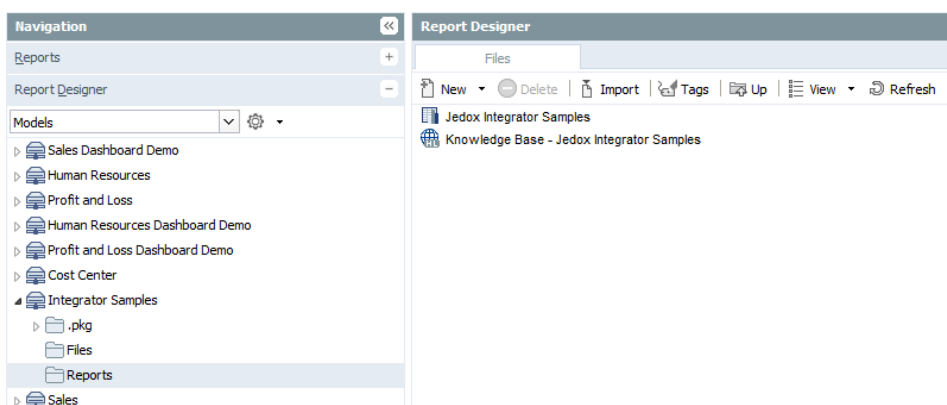 Navigation
Reports
Report Designer
Models
Sales Dashboard Demo
Human Resources
Profit and Loss
Human Resources Dashboard Demo
Profit and Loss Dashboard Demo
Cost Center
Integrator Samples
.pkg
Files
Reports
Sales
Report Designer
Files
New Delete Import Tags Up View Refresh
Jedox Integrator Samples
Knowledge Base - Jedox Integrator Samples